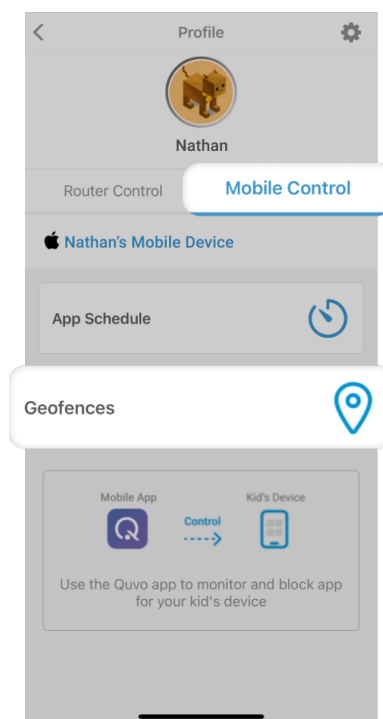 Profile
Nathan
Router Control
Mobile Control
Nathan's Mobile Device
App Schedule
Geofences
Mobile App
Kid's Device
Control
Use the Quvo app to monitor and block app
for your kid's device